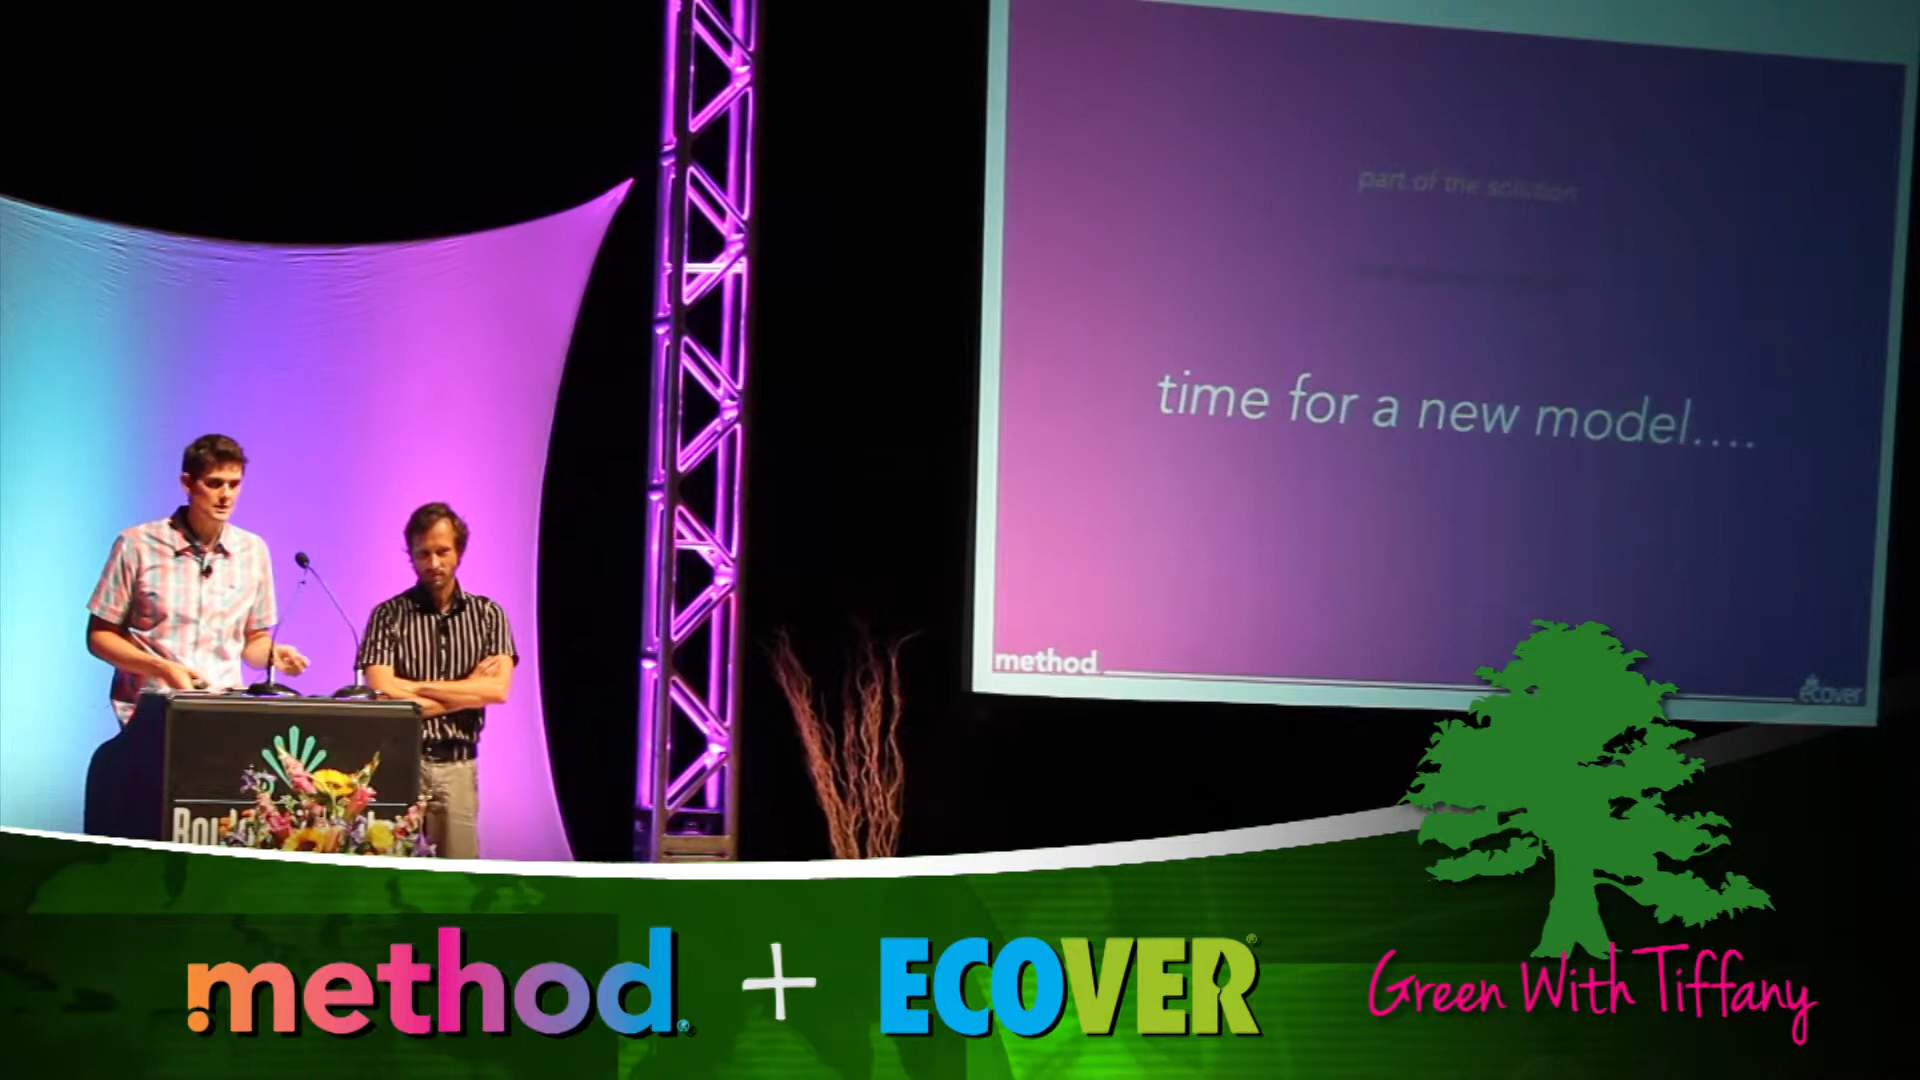 part of the solution
time for a new model....
method
ecover
method. + ECOVER®
Green With Tiffany